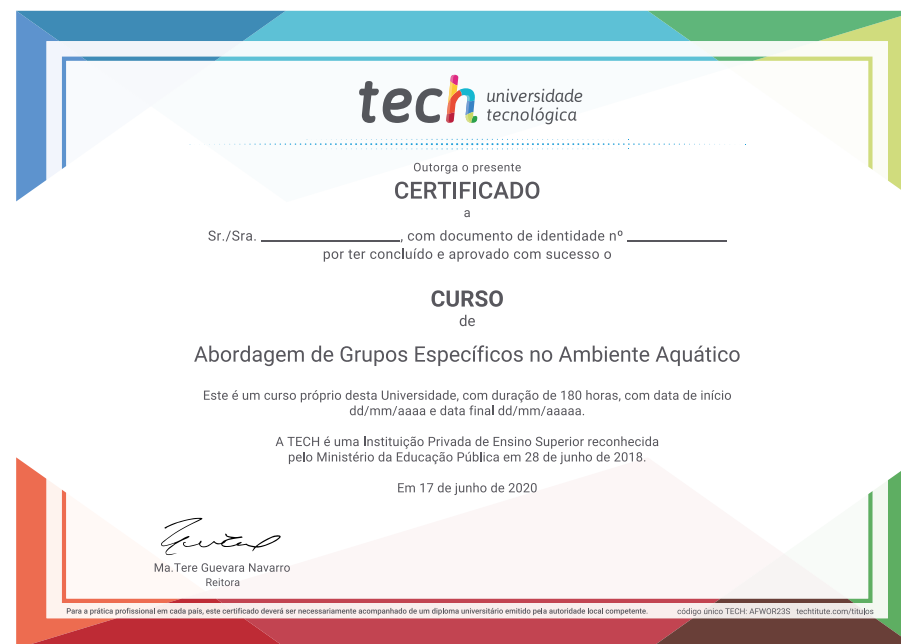 tech universidade
tecnológica
Outorga o presente
CERTIFICADO
a
Sr./Sra. ____________________, com documento de identidade nº ______________
por ter concluído e aprovado com sucesso o
CURSO
de
Abordagem de Grupos Específicos no Ambiente Aquático
Este é um curso próprio desta Universidade, com duração de 180 horas, com data de início
dd/mm/aaaa e data final dd/mm/aaaaa.
A TECH é uma Instituição Privada de Ensino Superior reconhecida
pelo Ministério da Educação Pública em 28 de junho de 2018.
Em 17 de junho de 2020
Ma.Tere Guevara Navarro
Reitora
Para a prática profissional em cada país, este certificado deverá ser necessariamente acompanhado de um diploma universitário emitido pela autoridade local competente. código único TECH: AFWOR23S techtitute.com/titulos